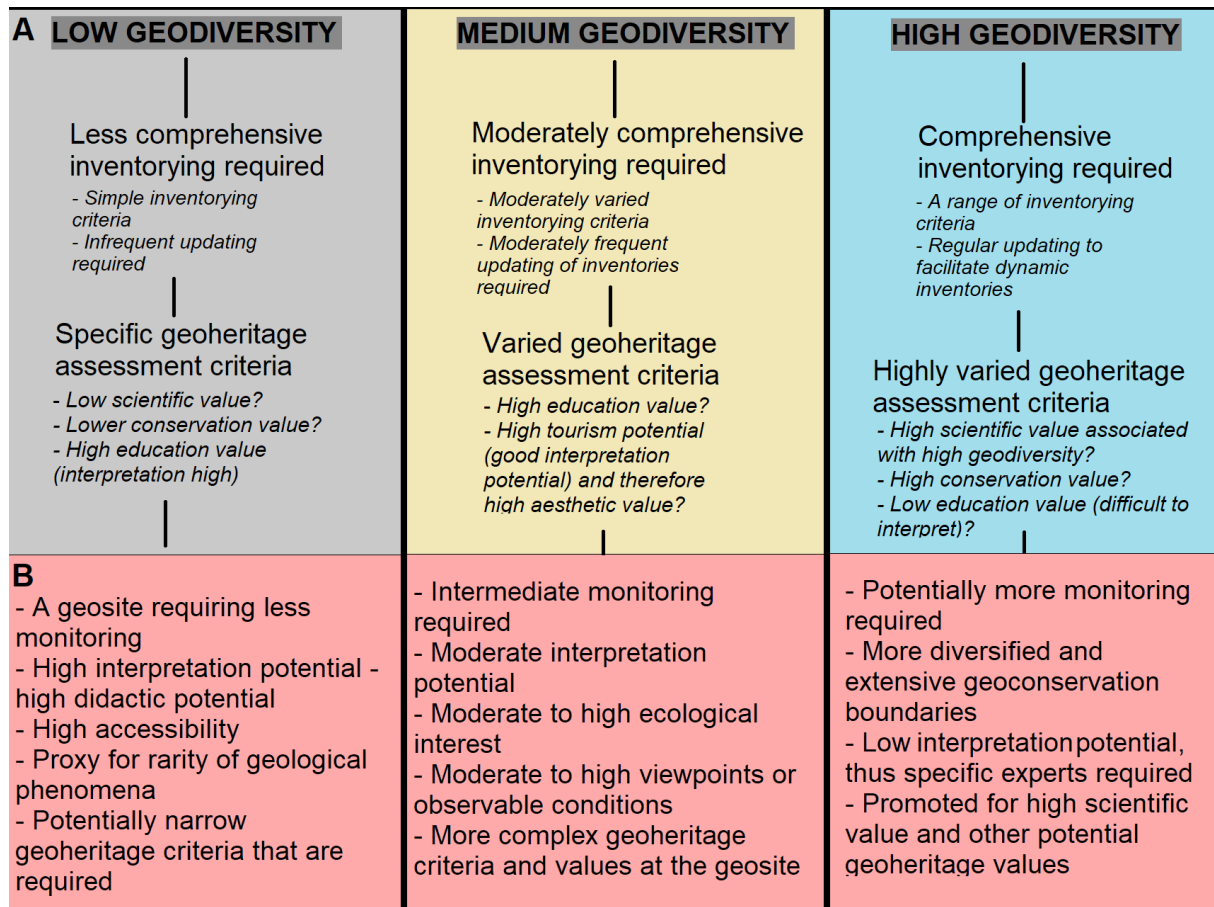 A LOW GEODIVERSITY
Less comprehensive
inventorying required
- Simple inventorying
criteria
- Infrequent updating
required
Specific geoheritage
assessment criteria
- Low scientific value?
- Lower conservation value?
- High education value
(interpretation high)
MEDIUM GEODIVERSITY
Moderately comprehensive
inventorying required
- Moderately varied
inventorying criteria
- Moderately frequent
updating of inventories
required
Varied geoheritage
assessment criteria
- High education value?
- High tourism potential
(good interpretation
potential) and therefore
high aesthetic value?
HIGH GEODIVERSITY
Comprehensive
inventorying required
- A range of inventorying
criteria
- Regular updating to
facilitate dynamic
inventories
Highly varied geoheritage
assessment criteria
- High scientific value associated
with high geodiversity?
- High conservation value?
- Low education value (difficult to
interpret)?
B
- A geosite requiring less
monitoring
- High interpretation potential -
high didactic potential
- High accessibility
- Proxy for rarity of geological
phenomena
- Potentially narrow
geoheritage criteria that are
required
- Intermediate monitoring
required
- Moderate interpretation
potential
- Moderate to high ecological
interest
- Moderate to high viewpoints or
observable conditions
- More complex geoheritage
criteria and values at the geosite
- Potentially more monitoring
required
- More diversified and
extensive geoconservation
boundaries
- Low interpretation potential,
thus specific experts required
- Promoted for high scientific
value and other potential
geoheritage values